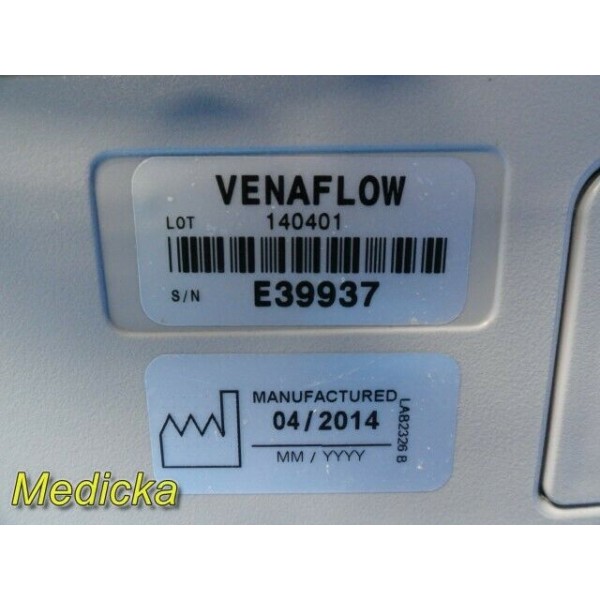 VENAFLOW
LOT 140401
S/N E39937
MANUFACTURED
04/2014
MM / YYYY
LAB2326 B
Medicka